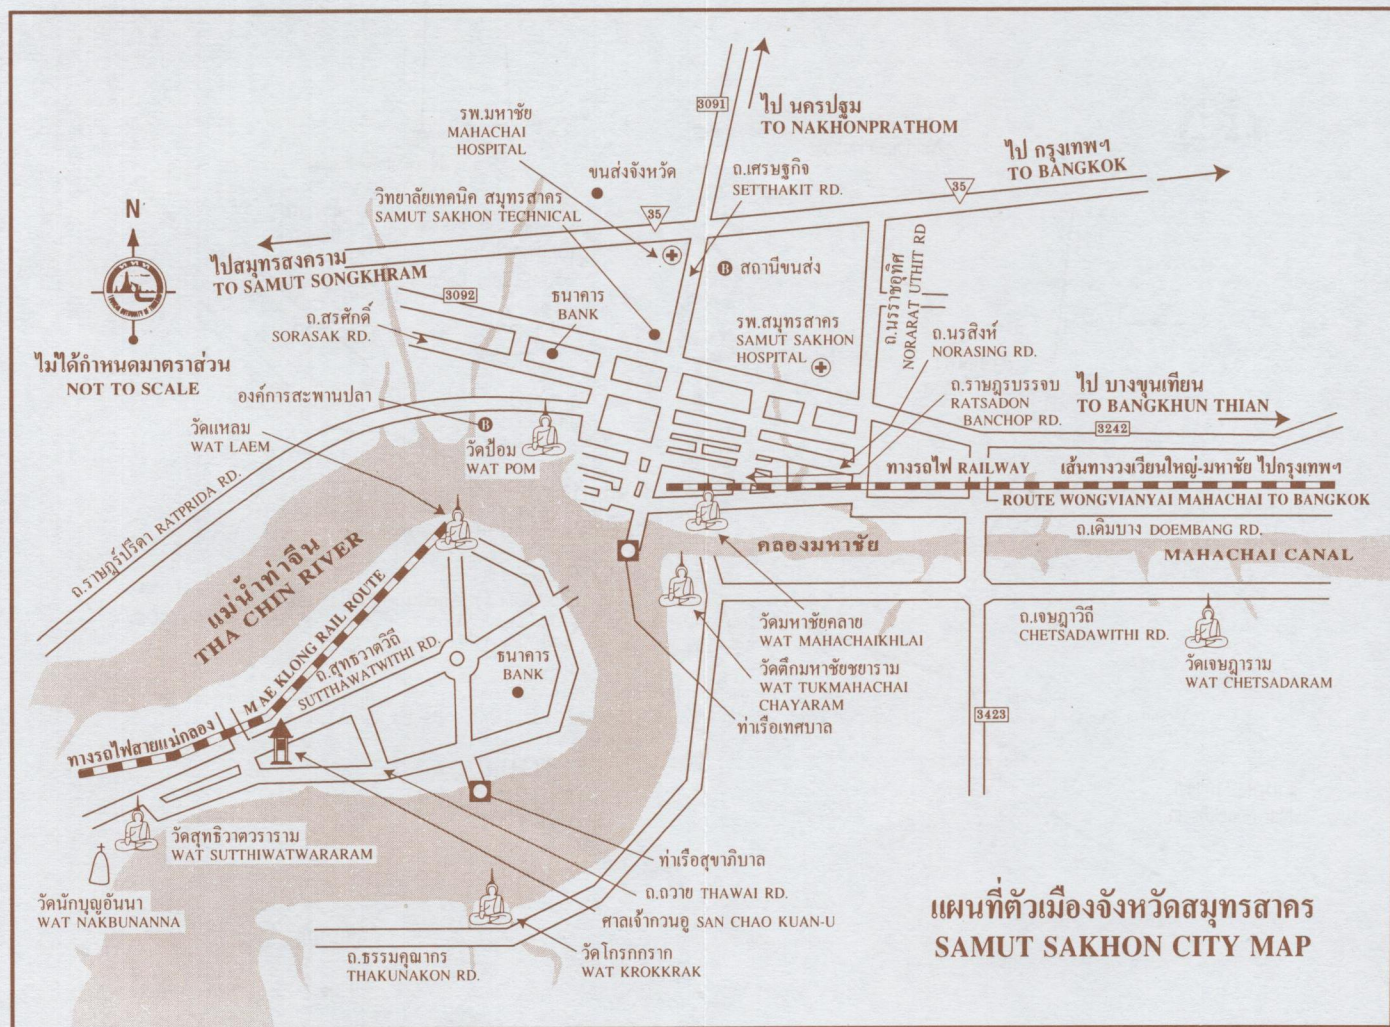 3091
ไป นครปฐม
TO NAKHONPRATHOM
รพ.มหาชัย
MAHACHAI
HOSPITAL
ไป กรุงเทพฯ
TO BANGKOK
ขนส่งจังหวัด
ถ.เศรษฐกิจ
SETTHAKIT RD.
35
วิทยาลัยเทคนิค สมุทรสาคร
SAMUT SAKHON TECHNICAL
35
N
ไปสมุทรสงคราม
TO SAMUT SONGKHRAM
B สถานีขนส่ง
ถ.นรราชอุทิศ
NORARAT UTHIT RD
3092
ธนาคาร
BANK
ถ.สรศักดิ์
SORASAK RD.
รพ.สมุทรสาคร
SAMUT SAKHON
HOSPITAL
ถ.นรสิงห์
NORASING RD.
ไม่ได้กำหนดมาตราส่วน
NOT TO SCALE
ถ.ราษฎรบรรจบ
RATSADON
BANCHOP RD.
ไป บางขุนเทียน
TO BANGKHUN THIAN
3242
องค์การสะพานปลา
วัดแหลม
WAT LAEM
B
วัดป้อม
WAT POM
ทางรถไฟ RAILWAY เส้นทางวงเวียนใหญ่-มหาชัย ไปกรุงเทพฯ
ROUTE WONGVIANYAI MAHACHAI TO BANGKOK
ถ.ราษฎร์ปรีดา RATPRIDA RD.
ถ.เดิมบาง DOEMBANG RD.
คลองมหาชัย
MAHACHAI CANAL
แม่น้ำท่าจีน
THA CHIN RIVER
MAE KLONG RAIL ROUTE
ถ.สุทธวาตวิถี
SUTTHAWATWITHI RD.
วัดมหาชัยคลาย
WAT MAHACHAIKHLAI
ถ.เจษฎาวิถี
CHETSADAWITHI RD.
ธนาคาร
BANK
วัดตึกมหาชัยชยาราม
WAT TUKMAHACHAI
CHAYARAM
วัดเจษฎาราม
WAT CHETSADARAM
ท่าเรือเทศบาล
3423
ทางรถไฟสายแม่กลอง
วัดสุทธิวาตวราราม
WAT SUTTHIWATWARARAM
ท่าเรือสุขาภิบาล
ถ.ถวาย THAWAI RD.
วัดนักบุญอันนา
WAT NAKBUNANNA
ศาลเจ้ากวนอู SAN CHAO KUAN-U
ถ.ธรรมคุณากร
THAKUNAKON RD.
วัดโกรกกราก
WAT KROKKRAK
แผนที่ตัวเมืองจังหวัดสมุทรสาคร
SAMUT SAKHON CITY MAP